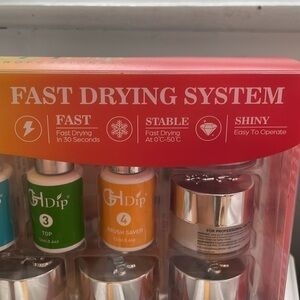 FAST DRYING SYSTEM
FAST
Fast Drying
In 30 Seconds
STABLE
Fast Drying
At 0°C-50°C
SHINY
Easy To Operate
Dip
3
TOP
Dip
4
BRUSH SAVER
FOR PROFESSIONAL